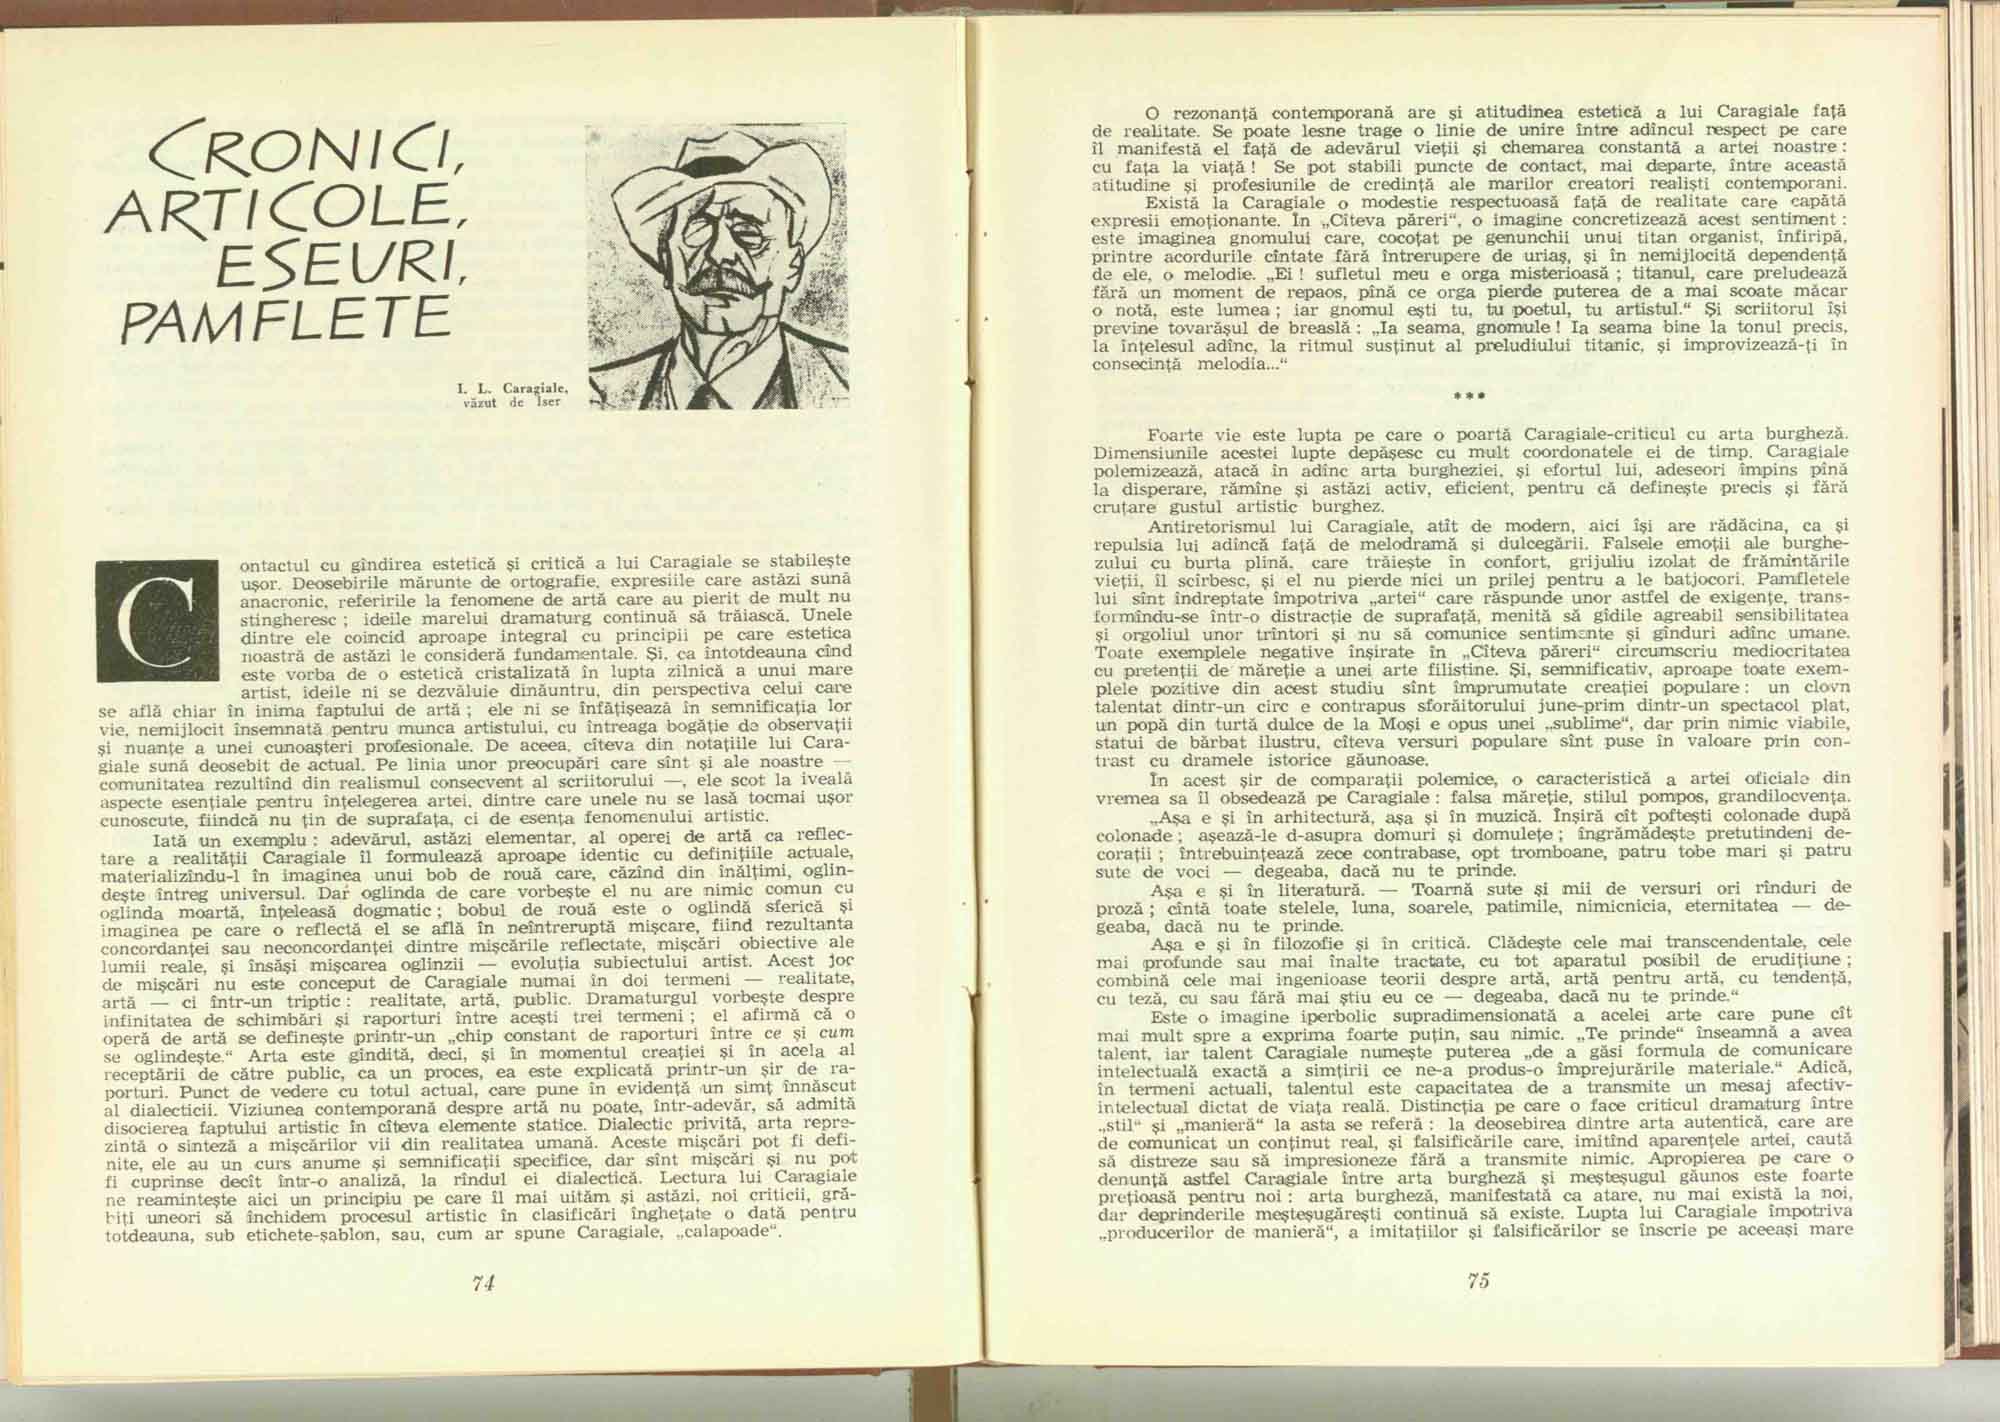 CRONICI,
ARTICOLE,
ESEURI,
PAMFLETE
I. L. Caragiale,
văzut de Iser
Contactul cu gîndirea estetică și critică a lui Caragiale se stabilește
ușor. Deosebirile mărunte de ortografie, expresiile care astăzi sună
anacronic, referirile la fenomene de artă care au pierit de mult nu
stingheresc ; ideile marelui dramaturg continuă să trăiască. Unele
dintre ele coincid aproape integral cu principii pe care estetica
noastră de astăzi le consideră fundamentale. Și, ca întotdeauna cînd
este vorba de o estetică cristalizată în lupta zilnică a unui mare
artist, ideile ni se dezvăluie dinăuntru, din perspectiva celui care
se află chiar în inima faptului de artă ; ele ni se înfățișează în semnificația lor
vie, nemijlocit însemnată pentru munca artistului, cu întreaga bogăție de observații
și nuanțe a unei cunoașteri profesionale. De aceea, cîteva din notațiile lui Cara-
giale sună deosebit de actual. Pe linia unor preocupări care sînt și ale noastre —
comunitatea rezultînd din realismul consecvent al scriitorului —, ele scot la iveală
aspecte esențiale pentru înțelegerea artei, dintre care unele nu se lasă tocmai ușor
cunoscute, fiindcă nu țin de suprafața, ci de esența fenomenului artistic.
Iată un exemplu : adevărul, astăzi elementar, al operei de artă ca reflec-
tare a realității Caragiale îl formulează aproape identic cu definițiile actuale,
materializîndu-l în imaginea unui bob de rouă care, căzînd din înălțimi, oglin-
dește întreg universul. Dar oglinda de care vorbește el nu are nimic comun cu
oglinda moartă, înțeleasă dogmatic ; bobul de rouă este o oglindă sferică și
imaginea pe care o reflectă el se află în neîntreruptă mișcare, fiind rezultanta
concordanței sau neconcordanței dintre mișcările reflectate, mișcări obiective ale
lumii reale, și însăși mișcarea oglinzii — evoluția subiectului artist. Acest joc
de mișcări nu este conceput de Caragiale numai în doi termeni — realitate,
artă — ci într-un triptic : realitate, artă, public. Dramaturgul vorbește despre
infinitatea de schimbări și raporturi între acești trei termeni ; el afirmă că o
operă de artă se definește printr-un „chip constant de raporturi între ce și cum
se oglindește.“ Arta este gîndită, deci, și în momentul creației și în acela al
receptării de către public, ca un proces, ea este explicată printr-un șir de ra-
porturi. Punct de vedere cu totul actual, care pune în evidență un simț înnăscut
al dialecticii. Viziunea contemporană despre artă nu poate, într-adevăr, să admită
disocierea faptului artistic în cîteva elemente statice. Dialectic privită, arta repre-
zintă o sinteză a mișcărilor vii din realitatea umană. Aceste mișcări pot fi defi-
nite, ele au un curs anume și semnificații specifice, dar sînt mișcări și nu pot
fi cuprinse decît într-o analiză, la rîndul ei dialectică. Lectura lui Caragiale
ne reamintește aici un principiu pe care îl mai uităm și astăzi, noi criticii, gră-
biți uneori să închidem procesul artistic în clasificări înghețate o dată pentru
totdeauna, sub etichete-șablon, sau, cum ar spune Caragiale, „calapoade“.
74
O rezonanță contemporană are și atitudinea estetică a lui Caragiale față
de realitate. Se poate lesne trage o linie de unire între adîncul respect pe care
îl manifestă el față de adevărul vieții și chemarea constantă a artei noastre :
cu fața la viață ! Se pot stabili puncte de contact, mai departe, între această
atitudine și profesiunile de credință ale marilor creatori realiști contemporani.
Există la Caragiale o modestie respectuoasă față de realitate care capătă
expresii emoționante. În „Cîteva păreri“, o imagine concretizează acest sentiment :
este imaginea gnomului care, cocoțat pe genunchii unui titan organist, înfiripă,
printre acordurile cîntate fără întrerupere de uriaș, și în nemijlocită dependență
de ele, o melodie. „Ei ! sufletul meu e orga misterioasă ; titanul, care preludează
fără un moment de repaos, pînă ce orga pierde puterea de a mai scoate măcar
o notă, este lumea ; iar gnomul ești tu, tu poetul, tu artistul.“ Și scriitorul își
previne tovarășul de breaslă : „Ia seama, gnomule ! Ia seama bine la tonul precis,
la înțelesul adînc, la ritmul susținut al preludiului titanic, și improvizează-ți în
consecință melodia...“
***
Foarte vie este lupta pe care o poartă Caragiale-criticul cu arta burgheză.
Dimensiunile acestei lupte depășesc cu mult coordonatele ei de timp. Caragiale
polemizează, atacă în adînc arta burgheziei, și efortul lui, adeseori împins pînă
la disperare, rămîne și astăzi activ, eficient, pentru că definește precis și fără
cruțare gustul artistic burghez.
Antiretorismul lui Caragiale, atît de modern, aici își are rădăcina, ca și
repulsia lui adîncă față de melodramă și dulcegării. Falsele emoții ale burghe-
zului cu burta plină, care trăiește în confort, grijuliu izolat de frămîntările
vieții, îl scîrbesc, și el nu pierde nici un prilej pentru a le batjocori. Pamfletele
lui sînt îndreptate împotriva „artei“ care răspunde unor astfel de exigențe, trans-
formîndu-se într-o distracție de suprafață, menită să gîdile agreabil sensibilitatea
și orgoliul unor trîntori și nu să comunice sentimente și gînduri adînc umane.
Toate exemplele negative înșirate în „Cîteva păreri“ circumscriu mediocritatea
cu pretenții de măreție a unei arte filistine. Și, semnificativ, aproape toate exem-
plele pozitive din acest studiu sînt împrumutate creației populare : un clovn
talentat dintr-un circ e contrapus sforăitorului june-prim dintr-un spectacol plat,
un popă din turtă dulce de la Moși e opus unei „sublime“, dar prin nimic viabile,
statui de bărbat ilustru, cîteva versuri populare sînt puse în valoare prin con-
trast cu dramele istorice găunoase.
În acest șir de comparații polemice, o caracteristică a artei oficiale din
vremea sa îl obsedează pe Caragiale : falsa măreție, stilul pompos, grandilocvența.
„Așa e și în arhitectură, așa și în muzică. Înșiră cît poftești colonade după
colonade ; așează-le d-asupra domuri și domulețe ; îngrămădește pretutindeni de-
corații ; întrebuințează zece contrabase, opt tromboane, patru tobe mari și patru
sute de voci — degeaba, dacă nu te prinde.
Așa e și în literatură. — Toarnă sute și mii de versuri ori rînduri de
proză ; cîntă toate stelele, luna, soarele, patimile, nimicnicia, eternitatea — de-
geaba, dacă nu te prinde.
Așa e și în filozofie și în critică. Clădește cele mai transcendentale, cele
mai profunde sau mai înalte tractate, cu tot aparatul posibil de erudițiune ;
combină cele mai ingenioase teorii despre artă, artă pentru artă, cu tendență,
cu teză, cu sau fără mai știu eu ce — degeaba, dacă nu te prinde.“
Este o imagine iperbolic supradimensionată a acelei arte care pune cît
mai mult spre a exprima foarte puțin, sau nimic. „Te prinde“ înseamnă a avea
talent, iar talent Caragiale numește puterea „de a găsi formula de comunicare
intelectuală exactă a simțirii ce ne-a produs-o împrejurările materiale.“ Adică,
în termeni actuali, talentul este capacitatea de a transmite un mesaj afectiv-
intelectual dictat de viața reală. Distincția pe care o face criticul dramaturg între
„stil“ și „manieră“ la asta se referă : la deosebirea dintre arta autentică, care are
de comunicat un conținut real, și falsificările care, imitînd aparențele artei, caută
să distreze sau să impresioneze fără a transmite nimic. Apropierea pe care o
denunță astfel Caragiale între arta burgheză și meșteșugul găunos este foarte
prețioasă pentru noi : arta burgheză, manifestată ca atare, nu mai există la noi,
dar deprinderile meșteșugărești continuă să existe. Lupta lui Caragiale împotriva
„producerilor de manieră“, a imitațiilor și falsificărilor se înscrie pe aceeași mare
75